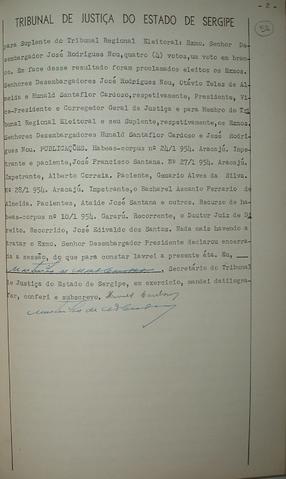 - 2 -
TRIBUNAL DE JUSTIÇA DO ESTADO DE SERGIPE
para Suplente do Tribunal Regional Eleitoral: Exmo. Senhor De
sembargador José Rodrigues Nou, quatro (4) votos, um voto em bran
co. Em face desse resultado foram proclamados eleitos os Exmos.
Senhores Desembargadores José Rodrigues Nou, Otávio Teles de Al-
meida e Hunald Santaflor Cardoso, respetivamente, Presidente, Vi-
ce-Presidente e Corregedor Geral da Justiça e para Membro do Tri
bunal Regional Eleitoral e seu Suplente, respetivamente, os Exmos.
Senhores Desembargadores Hunald Santaflor Cardoso e José Rodri-
gues Nou. PUBLICAÇÕES. Habeas-corpus nº 24/1 954. Aracajú. Impe-
trante e paciente, José Francisco Santana. Nº 27/1 954. Aracajú.
Impetrante, Alberto Correia. Paciente, Genario Alves da Silva.
Nº 28/1 954. Aracajú. Impetrante, o Bacharel Ascanio Ferrario de
Almeida. Pacientes, Ataide José Santana e outros. Recurso de ha-
beas-corpus nº 10/1 954. Gararú. Recorrente, o Doutor Juiz de Di
reito. Recorrido, José Edivaldo dos Santos. Nada mais havendo a
tratar o Exmo. Senhor Desembargador Presidente declarou encerra-
da a sessão, do que para constar lavrei a presente áta. Eu,
, Secretário do Tribunal
de Justiça do Estado de Sergipe, em exercício, mandei datilogra-
far, conferi e subscrevo.